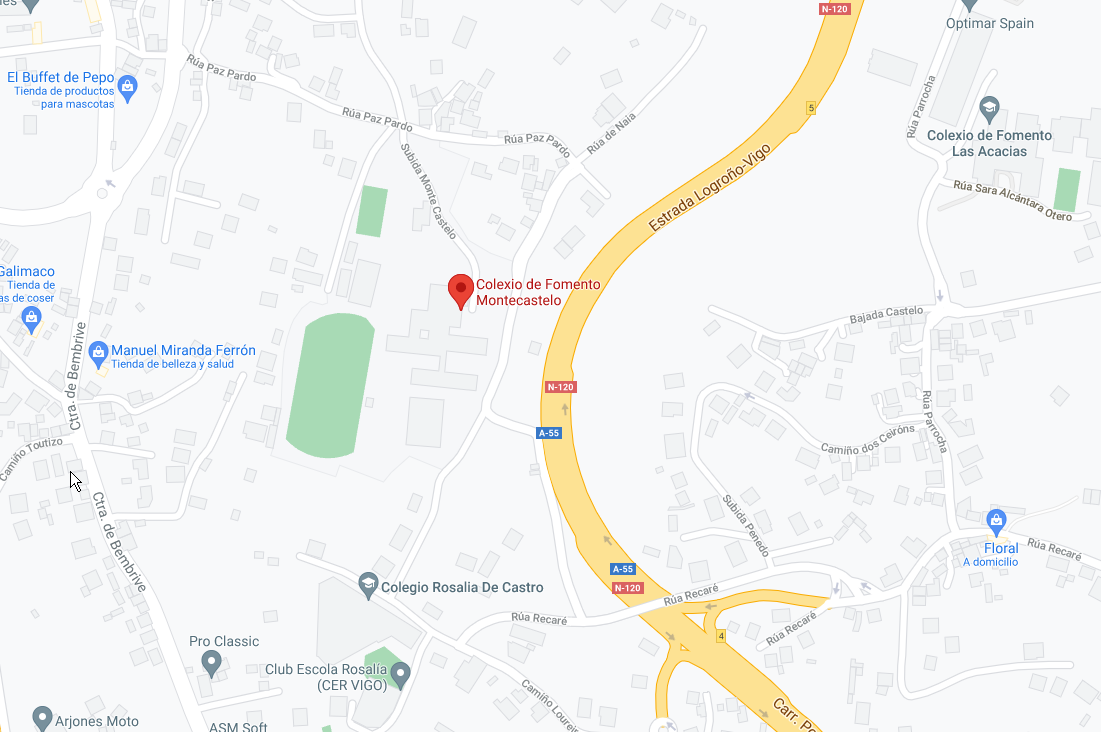 N-120
Optimar Spain
El Buffet de Pepo
Tienda de productos
para mascotas
Rúa Paz Pardo
Rúa Paz Pardo
Rúa Paz Pardo
Rúa de Naia
5
Rúa Parrocha
Colexio de Fomento
Las Acacias
Subida Monte Castelo
Estrada Logroño-Vigo
Rúa Sara Alcántara Otero
Galimaco
Tienda de
as de coser
Colexio de Fomento
Montecastelo
Bajada Castelo
Ctra. de Bembrive
Manuel Miranda Ferrón
Tienda de belleza y salud
N-120
A-55
Rúa Parrocha
Camiño dos Ceiróns
Camiño Toutizo
Ctra. de Bembrive
Subida Penedo
Floral
A domicilio
Rúa Recaré
A-55
N-120
Colegio Rosalia De Castro
Rúa Recaré
Rúa Recaré
Rúa Recaré
4
Pro Classic
Club Escola Rosalía
(CER VIGO)
Camiño Loureir
Carr. Po
Arjones Moto
ASM Soft